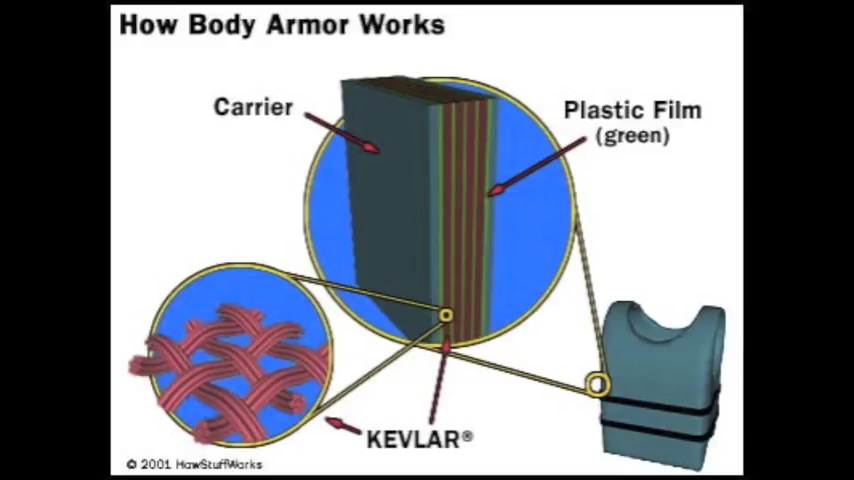 How Body Armor Works
Carrier
Plastic Film
(green)
KEVLAR®
© 2001 HowStuffWorks